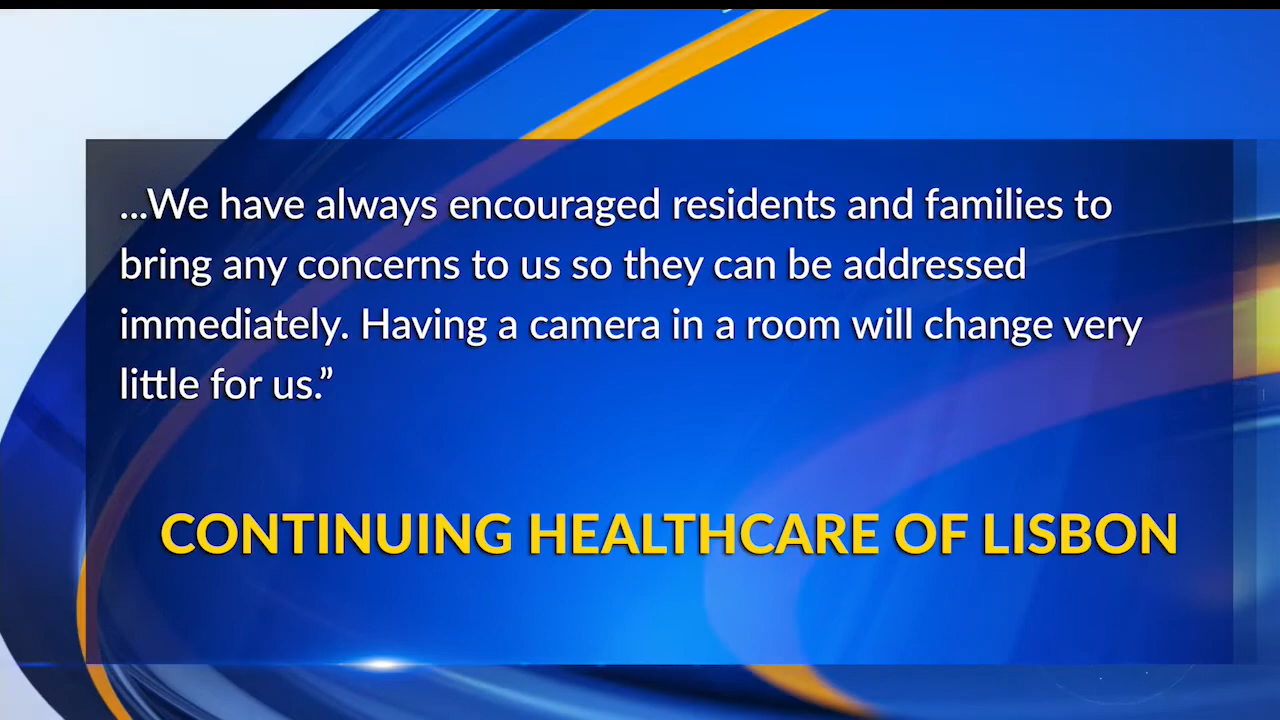 ...We have always encouraged residents and families to
bring any concerns to us so they can be addressed
immediately. Having a camera in a room will change very
little for us.”
CONTINUING HEALTHCARE OF LISBON